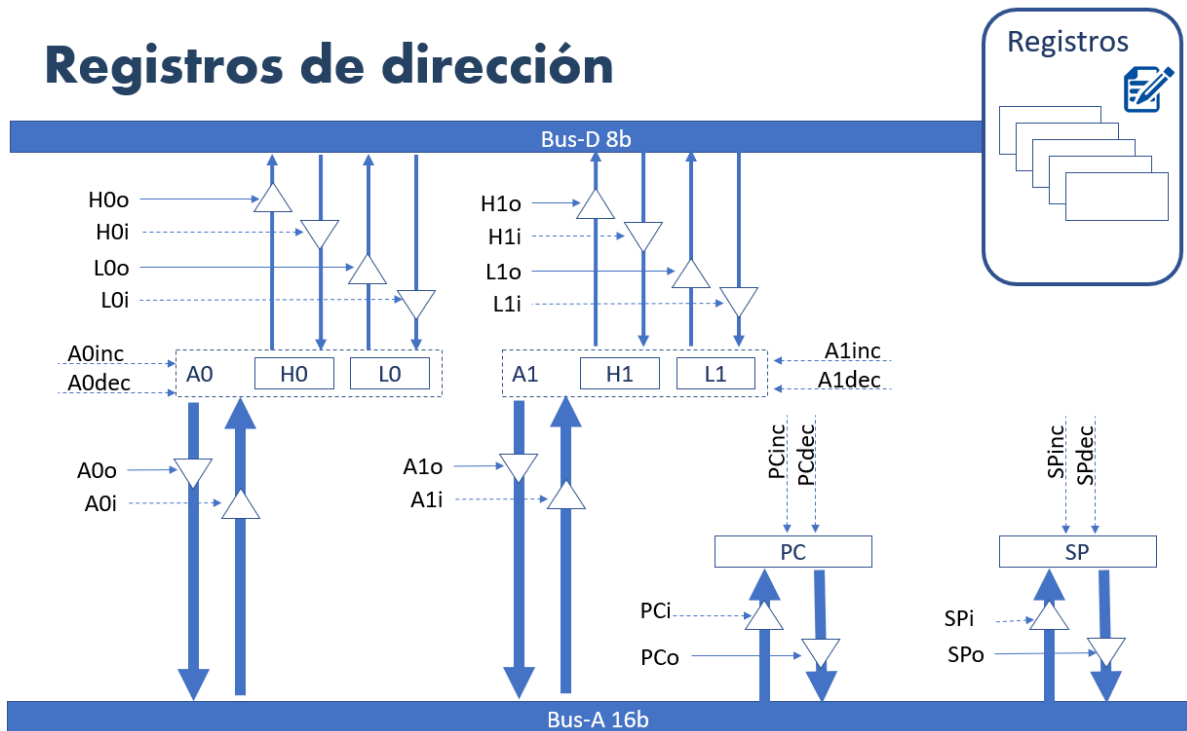 Registros de dirección
Registros
Bus-D 8b
H0o
H0i
L0o
L0i
H1o
H1i
L1o
L1i
A0inc
A0dec
A0
H0
L0
A1
H1
L1
A1inc
A1dec
A0o
A0i
A1o
A1i
PCinc
PCdec
SPinc
SPdec
PC
SP
PCi
PCo
SPi
SPo
Bus-A 16b